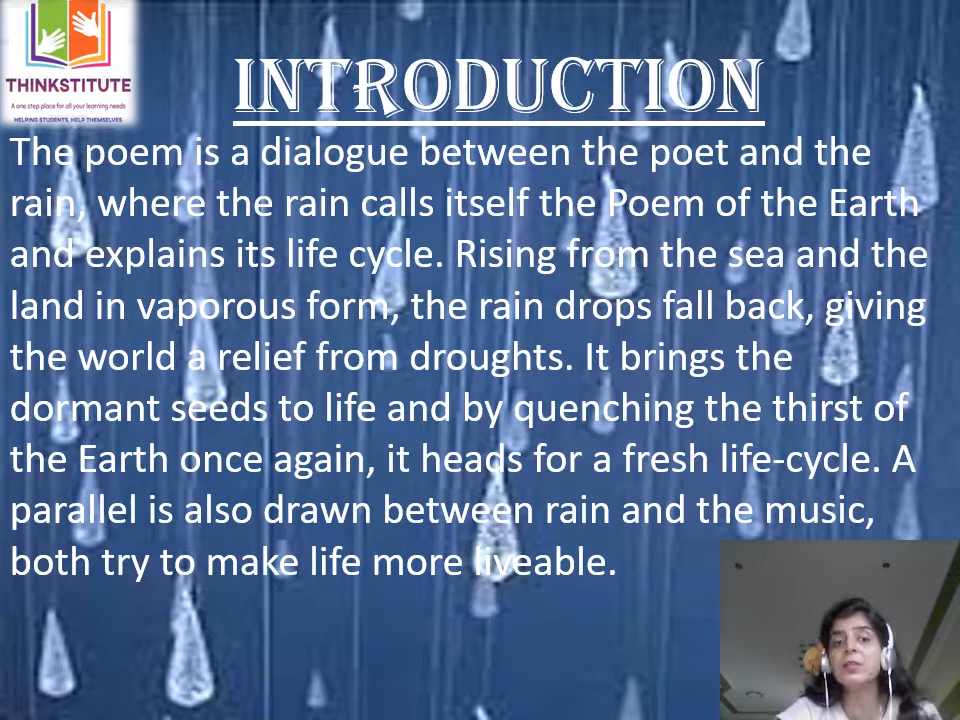 THINKSTITUTE
A one step place for all your learning needs
HELPING STUDENTS, HELP THEMSELVES
INTRODUCTION
The poem is a dialogue between the poet and the
rain, where the rain calls itself the Poem of the Earth
and explains its life cycle. Rising from the sea and the
land in vaporous form, the rain drops fall back, giving
the world a relief from droughts. It brings the
dormant seeds to life and by quenching the thirst of
the Earth once again, it heads for a fresh life-cycle. A
parallel is also drawn between rain and the music,
both try to make life more liveable.